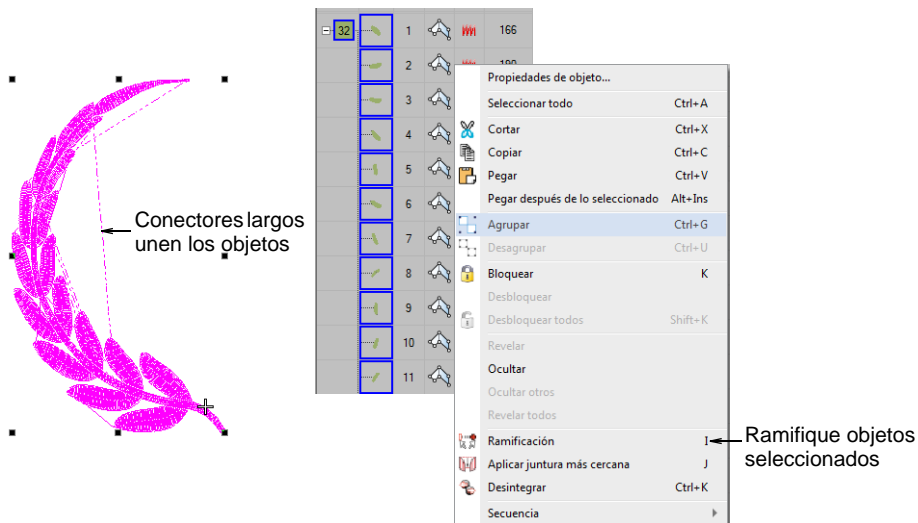 32 1 166
2 190
3
4
5
6
7
8
9
10
11
Conectores largos
unen los objetos
Propiedades de objeto...
Seleccionar todo Ctrl+A
Cortar Ctrl+X
Copiar Ctrl+C
Pegar Ctrl+V
Pegar después de lo seleccionado Alt+Ins
Agrupar Ctrl+G
Desagrupar Ctrl+U
Bloquear K
Desbloquear
Desbloquear todos Shift+K
Revelar
Ocultar
Ocultar otros
Revelar todos
Ramificación I
Aplicar juntura más cercana J
Desintegrar Ctrl+K
Secuencia
Ramifique objetos
seleccionados